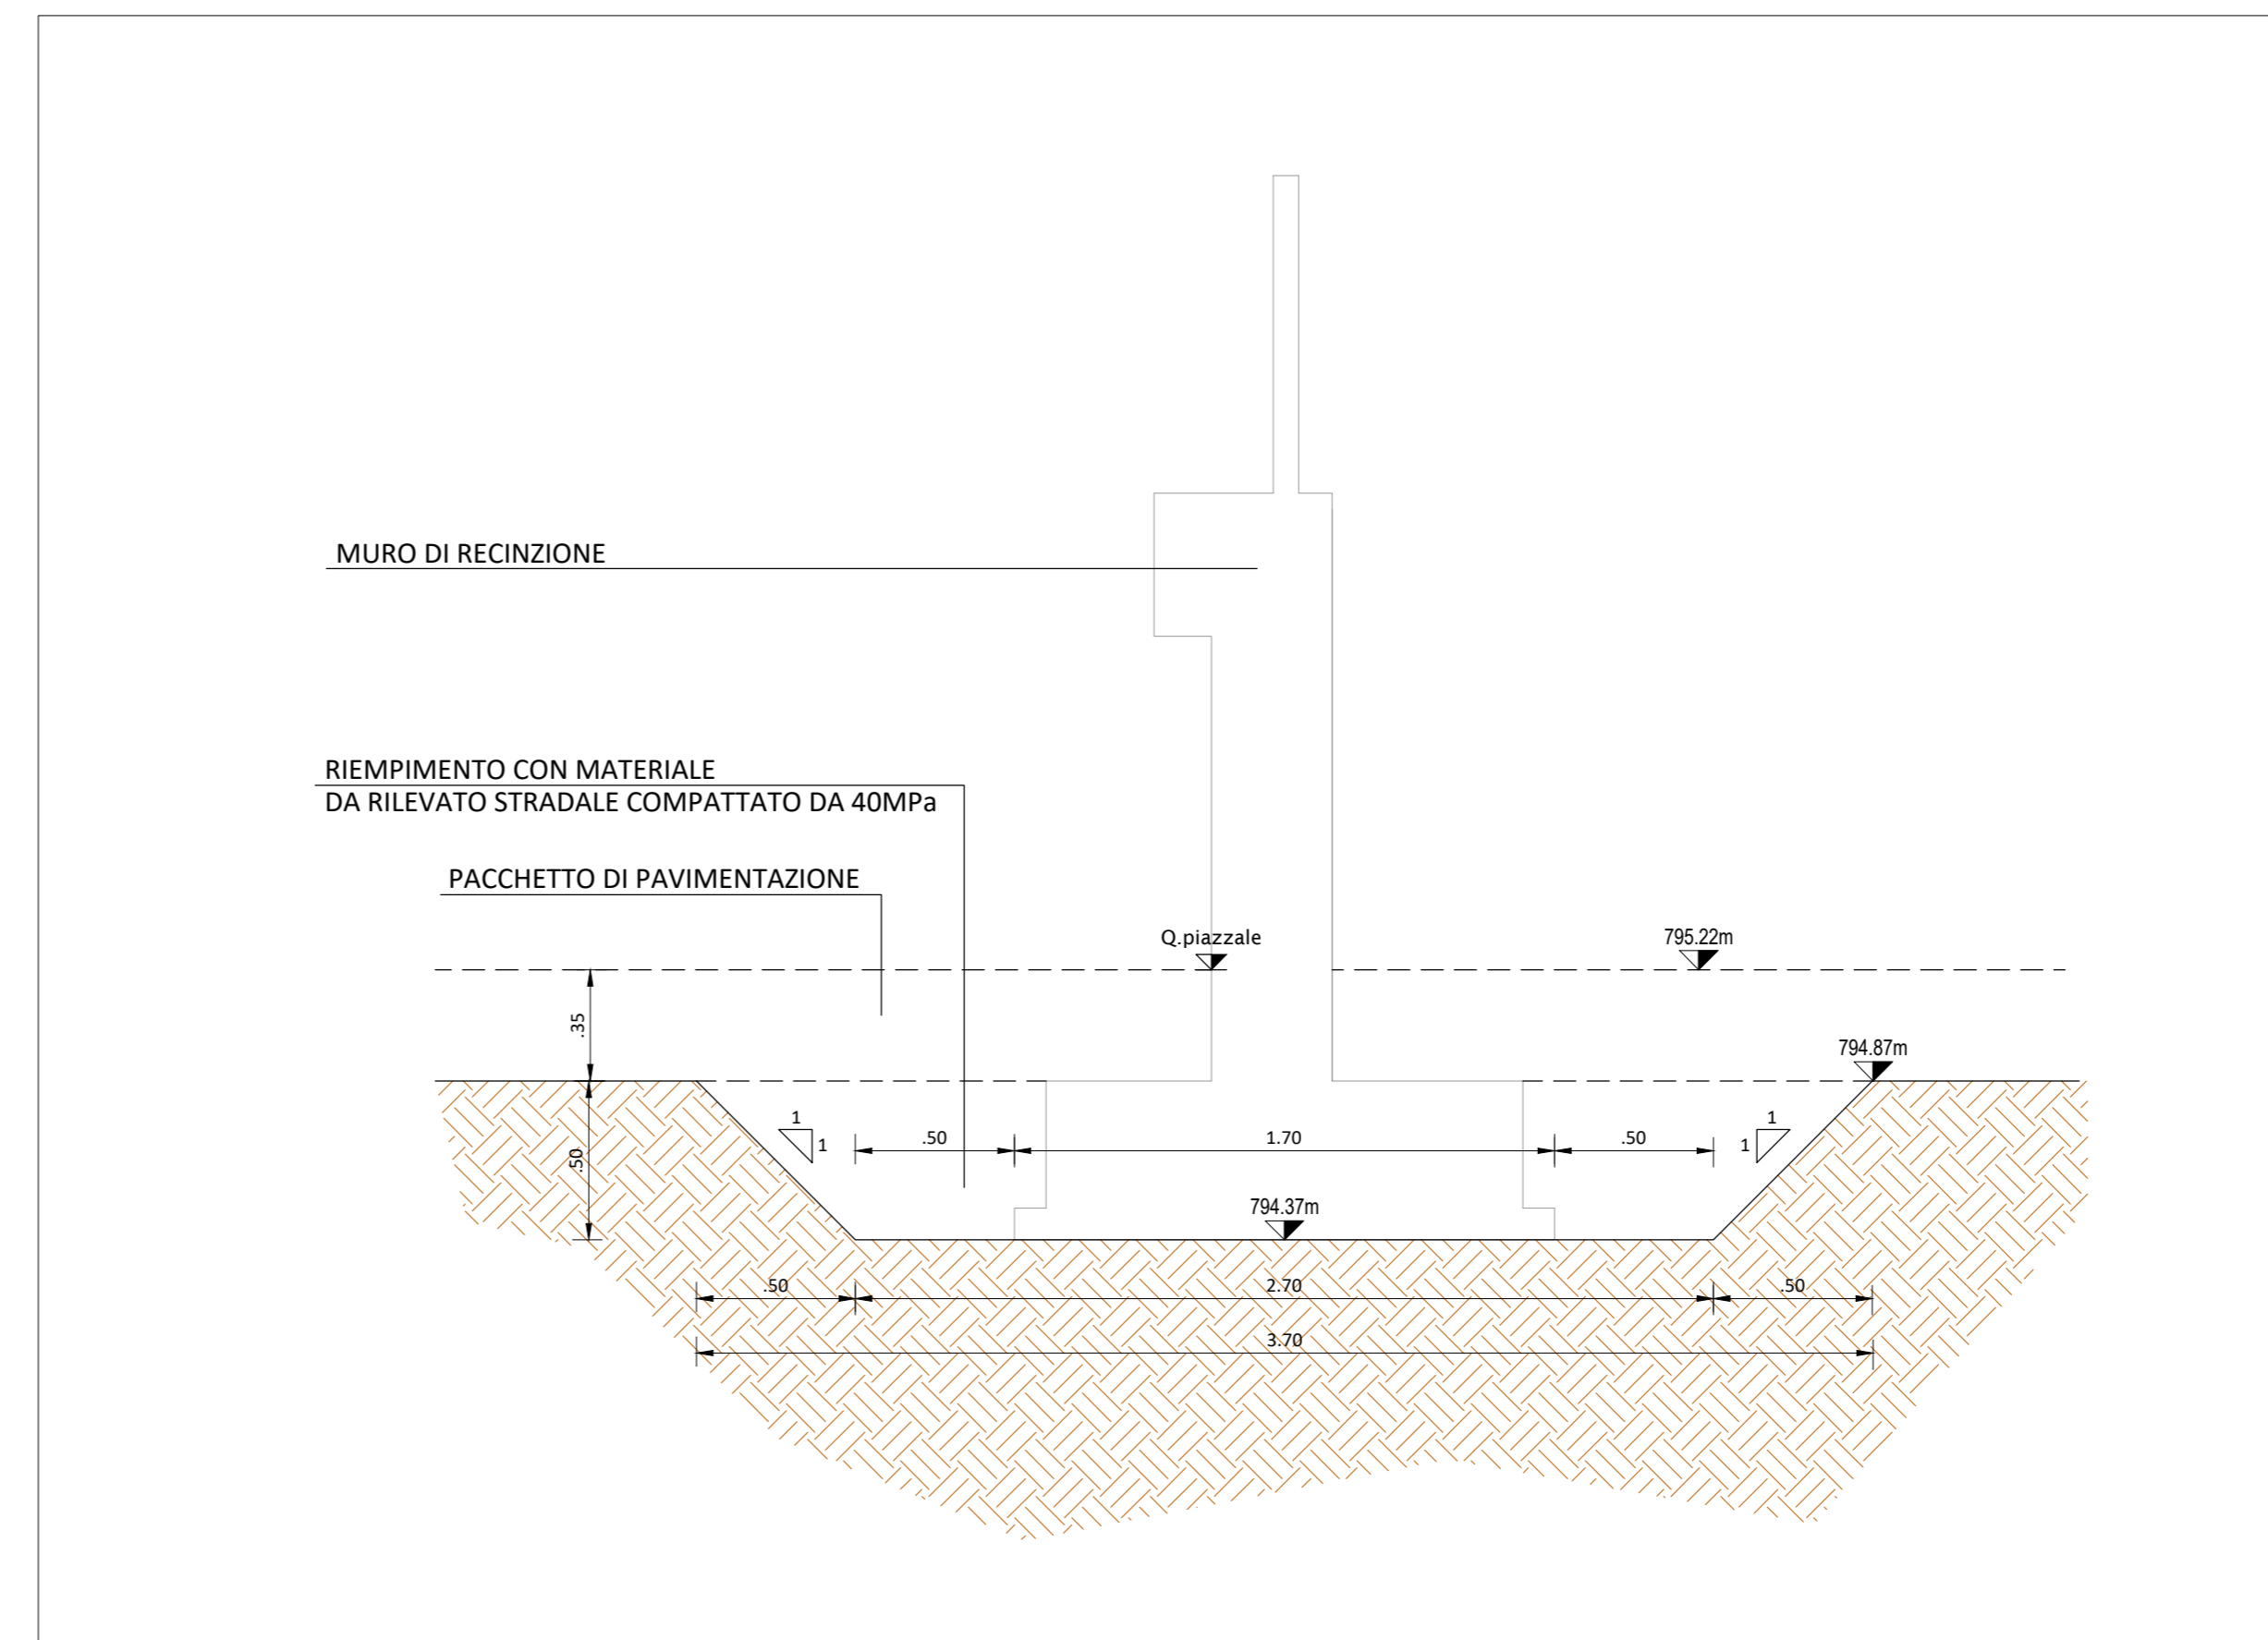 MURO DI RECINZIONE
RIEMPIMENTO CON MATERIALE
DA RILEVATO STRADALE COMPATTATO DA 40MPa
PACCHETTO DI PAVIMENTAZIONE
Q.piazzale
795.22m
.35
794.87m
1
1
.50
1.70
.50
1
1
.50
794.37m
.50
2.70
.50
3.70